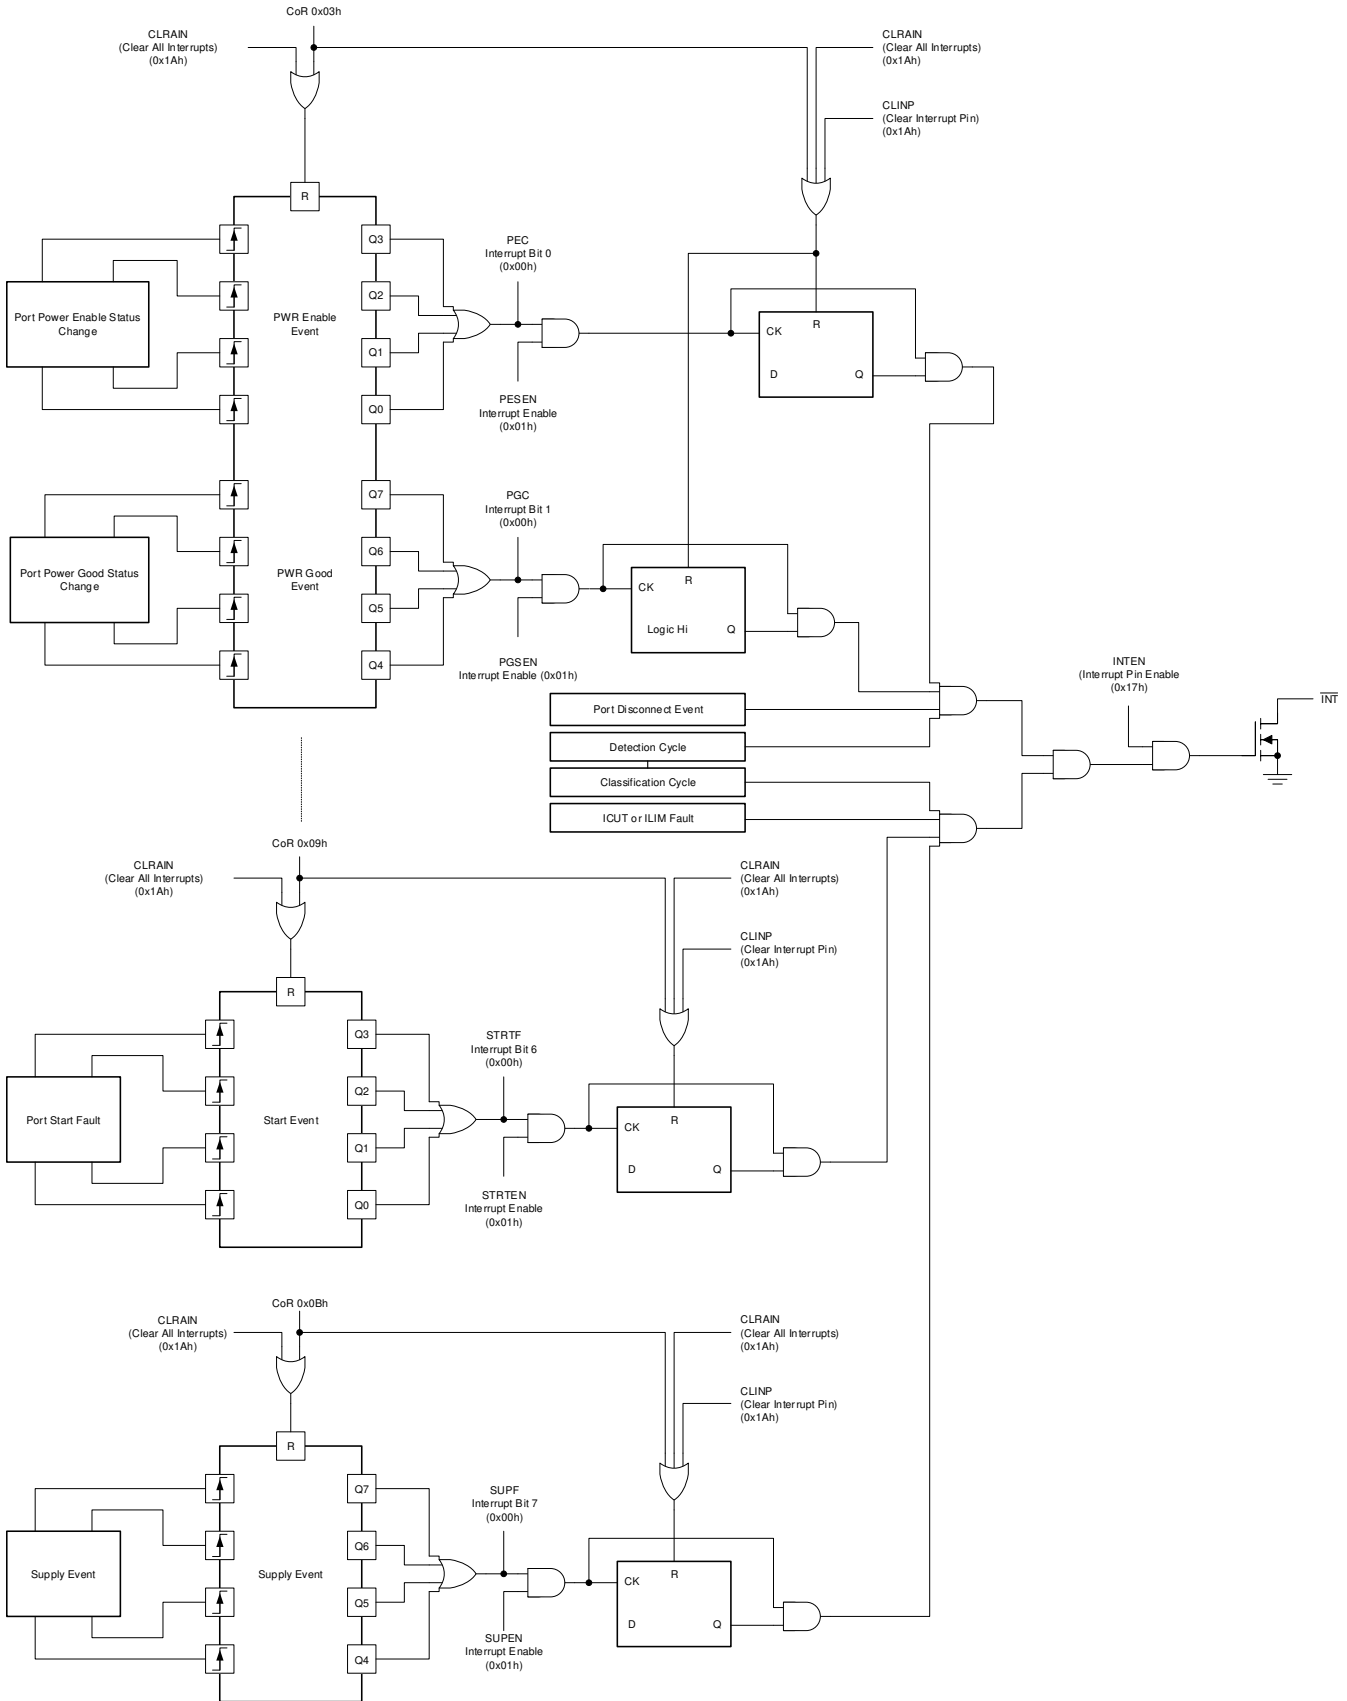 CoR 0x03h
CLRAIN
(Clear All Interrupts)
(0x1Ah)
CLRAIN
(Clear All Interrupts)
(0x1Ah)
CLINP
(Clear Interrupt Pin)
(0x1Ah)
R
Q3
Q2
Q1
Q0
Port Power Enable Status
Change
PWR Enable
Event
PEC
Interrupt Bit 0
(0x00h)
PESEN
Interrupt Enable
(0x01h)
CK
R
D
Q
Q7
Q6
Q5
Q4
Port Power Good Status
Change
PWR Good
Event
PGC
Interrupt Bit 1
(0x00h)
PGSEN
Interrupt Enable (0x01h)
CK
R
Logic Hi
Q
Port Disconnect Event
Detection Cycle
Classification Cycle
ICUT or ILIM Fault
INTEN
(Interrupt Pin Enable
(0x17h)
INT
CoR 0x09h
CLRAIN
(Clear All Interrupts)
(0x1Ah)
CLRAIN
(Clear All Interrupts)
(0x1Ah)
CLINP
(Clear Interrupt Pin)
(0x1Ah)
R
Q3
Q2
Q1
Q0
Port Start Fault
Start Event
STRTF
Interrupt Bit 6
(0x00h)
STRTEN
Interrupt Enable
(0x01h)
CK
R
D
Q
CoR 0x0Bh
CLRAIN
(Clear All Interrupts)
(0x1Ah)
CLRAIN
(Clear All Interrupts)
(0x1Ah)
CLINP
(Clear Interrupt Pin)
(0x1Ah)
R
Q7
Q6
Q5
Q4
Supply Event
Supply Event
SUPF
Interrupt Bit 7
(0x00h)
SUPEN
Interrupt Enable
(0x01h)
CK
R
D
Q